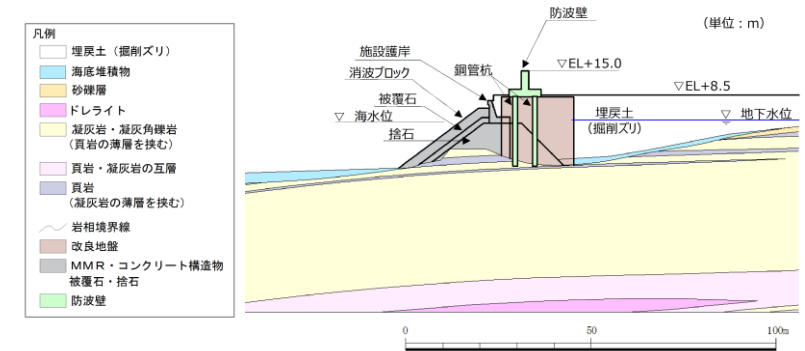 凡例
埋戻土（掘削ズリ）
海底堆積物
砂礫層
ドレライト
凝灰岩・凝灰角礫岩
（頁岩の薄層を挟む）
頁岩・凝灰岩の互層
頁岩
（凝灰岩の薄層を挟む）
岩相境界線
改良地盤
ＭＭＲ・コンクリート構造物
被覆石・捨石
防波壁
防波壁
（単位：m）
施設護岸
消波ブロック
鋼管杭
▽EL+15.0
被覆石
▽EL+8.5
▽ 海水位
埋戻土
（掘削ズリ）
▽ 地下水位
捨石
0 50 100m